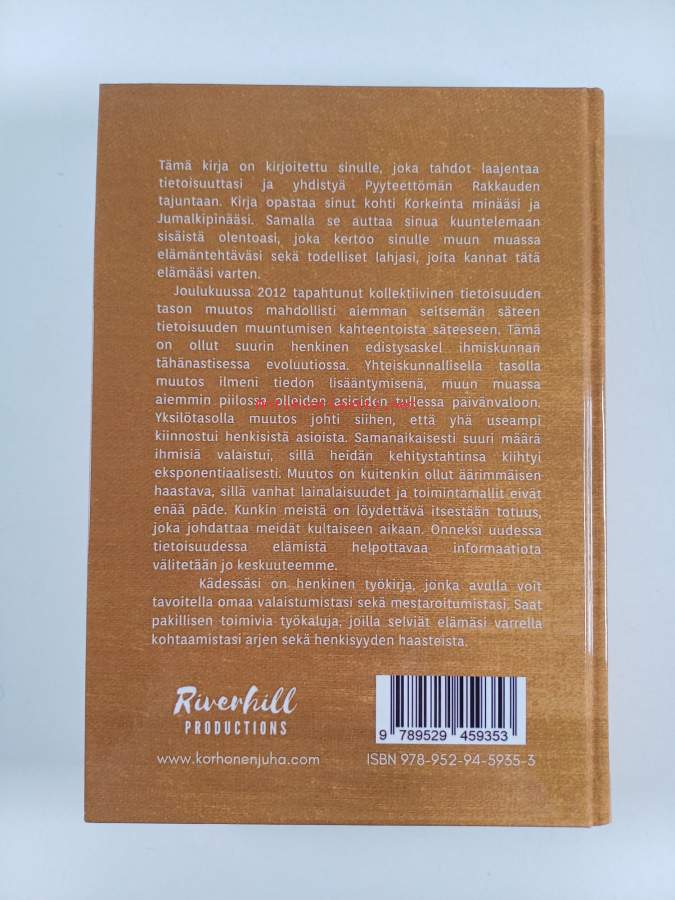 Tämä kirja on kirjoitettu sinulle, joka tahdot laajentaa
tietoisuuttasi ja yhdistyä Pyyteettömän Rakkauden
tajuntaan. Kirja opastaa sinut kohti Korkeinta minääsi ja
Jumalkipinääsi. Samalla se auttaa sinua kuuntelemaan
sisäistä olentoasi, joka kertoo sinulle muun muassa
elämäntehtäväsi sekä todelliset lahjasi, joita kannat tätä
elämääsi varten.
Joulukuussa 2012 tapahtunut kollektiivinen tietoisuuden
tason muutos mahdollisti aiemman seitsemän säteen
tietoisuuden muuntumisen kahteentoista säteeseen. Tämä
on ollut suurin henkinen edistysaskel ihmiskunnan
tähänastisessa evoluutiossa. Yhteiskunnallisella tasolla
muutos ilmeni tiedon lisääntymisenä, muun muassa
aiemmin piilossa olleiden asioiden tullessa päivänvaloon.
Yksilötasolla muutos johti siihen, että yhä useampi
kiinnostui henkisistä asioista. Samanaikaisesti suuri määrä
ihmisiä valaistui, sillä heidän kehitystahtinsa kiihtyi
eksponentiaalisesti. Muutos on kuitenkin ollut äärimmäisen
haastava, sillä vanhat lainalaisuudet ja toimintamallit eivät
enää päde. Kunkin meistä on löydettävä itsestään totuus,
joka johdattaa meidät kultaiseen aikaan. Onneksi uudessa
tietoisuudessa elämistä helpottavaa informaatiota
välitetään jo keskuuteemme.
Kädessäsi on henkinen työkirja, jonka avulla voit
tavoitella omaa valaistumistasi sekä mestaroitumistasi. Saat
pakillisen toimivia työkaluja, joilla selviät elämäsi varrella
kohtaamistasi arjen sekä henkisyyden haasteista.
Riverhill
PRODUCTIONS
www.korhonenjuha.com
9 789529 459353
ISBN 978-952-94-5935-3